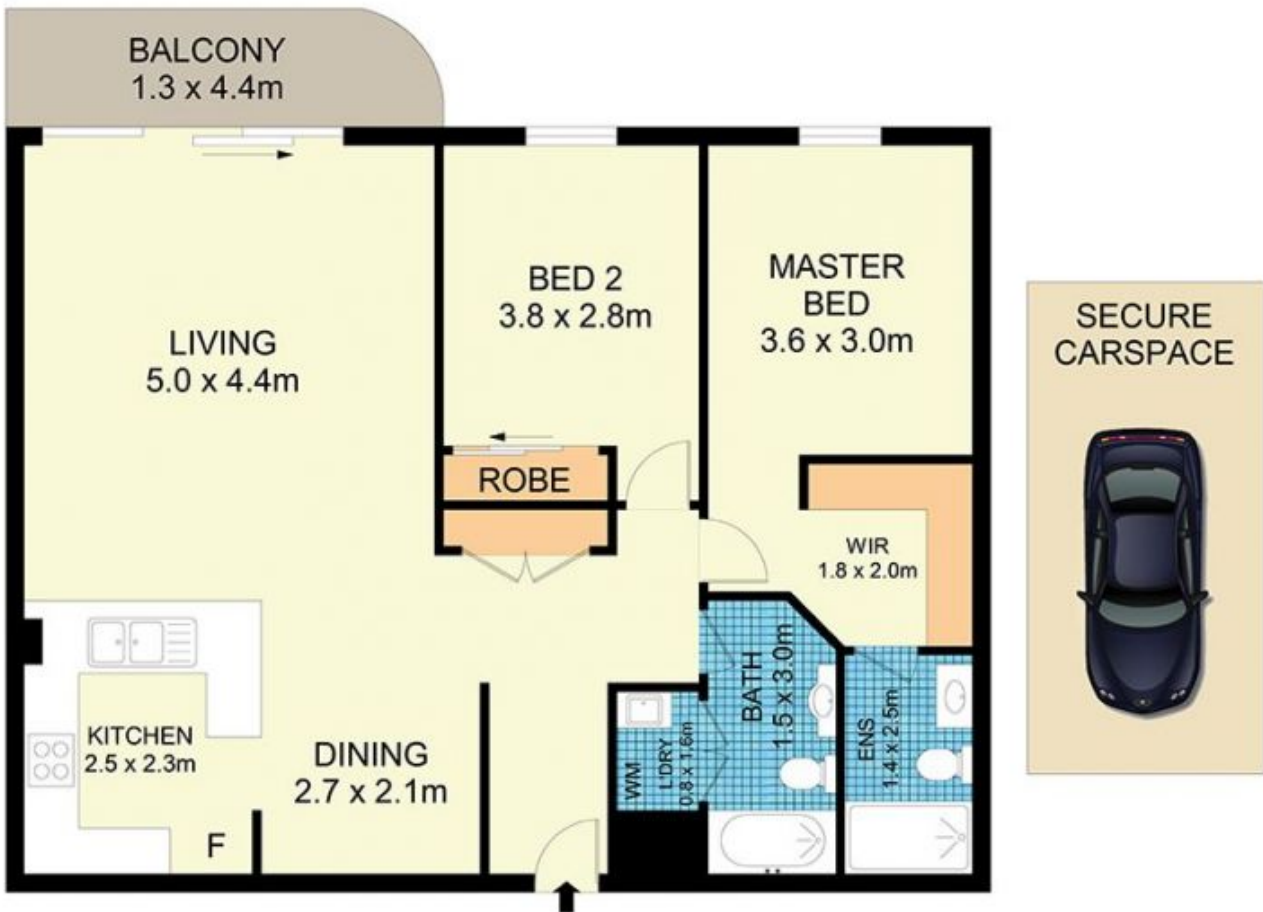 BALCONY
1.3 x 4.4m
LIVING
5.0 x 4.4m
BED 2
3.8 x 2.8m
MASTER
BED
3.6 x 3.0m
SECURE
CARSPACE
ROBE
WIR
1.8 x 2.0m
KITCHEN
2.5 x 2.3m
F
DINING
2.7 x 2.1m
WM
L'DRY
0.8 x 1.6m
BATH
1.5 x 3.0m
ENS
1.4 x 2.5m